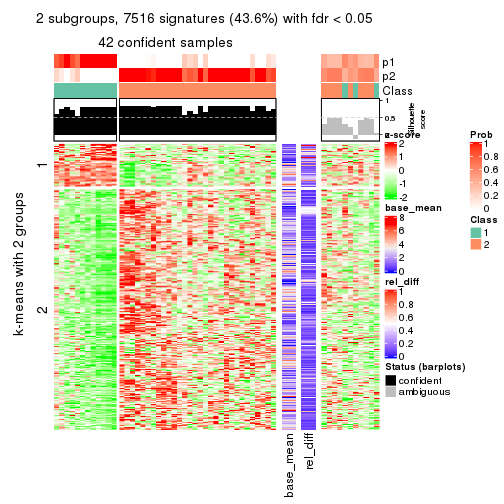 2 subgroups, 7516 signatures (43.6%) with fdr < 0.05
42 confident samples
p1
p2
Class
1
0.5
0
Silhouette
score
k-means with 2 groups
1
2
base_mean
rel_diff
z-score
2
1
0
-1
-2
base_mean
8
6
4
2
0
rel_diff
1
0.8
0.6
0.4
0.2
0
Status (barplots)
confident
ambiguous
Prob
1
0.8
0.6
0.4
0.2
0
Class
1
2